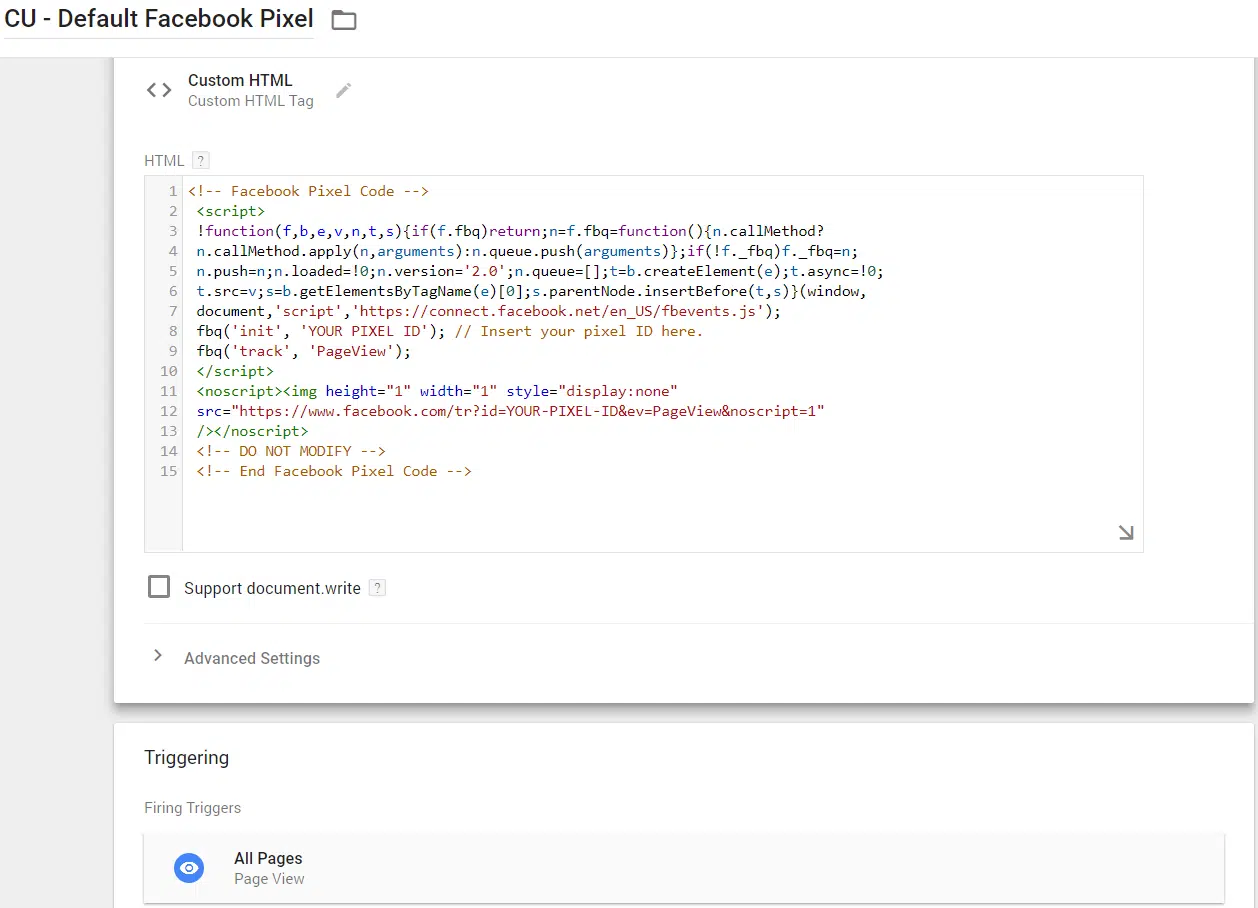 CU - Default Facebook Pixel
Custom HTML
Custom HTML Tag
HTML ?
1 <!-- Facebook Pixel Code -->
2 <script>
3 !function(f,b,e,v,n,t,s){if(f.fbq)return;n=f.fbq=function(){n.callMethod?
4 n.callMethod.apply(n,arguments):n.queue.push(arguments)};if(!f._fbq)f._fbq=n;
5 n.push=n;n.loaded=!0;n.version='2.0';n.queue=[];t=b.createElement(e);t.async=!0;
6 t.src=v;s=b.getElementsByTagName(e)[0];s.parentNode.insertBefore(t,s)}(window,
7 document,'script','https://connect.facebook.net/en_US/fbevents.js');
8 fbq('init', 'YOUR PIXEL ID'); // Insert your pixel ID here.
9 fbq('track', 'PageView');
10 </script>
11 <noscript><img height="1" width="1" style="display:none"
12 src="https://www.facebook.com/tr?id=YOUR-PIXEL-ID&ev=PageView&noscript=1"
13 /></noscript>
14 <!-- DO NOT MODIFY -->
15 <!-- End Facebook Pixel Code -->
Support document.write ?
Advanced Settings
Triggering
Firing Triggers
All Pages
Page View